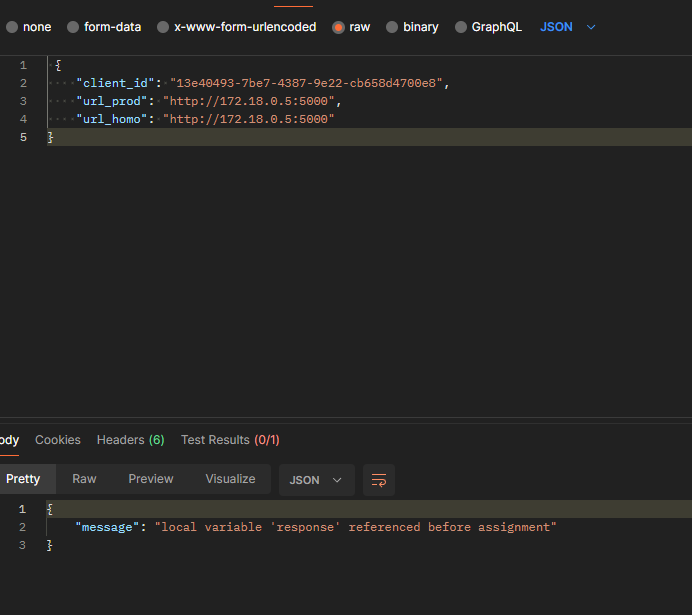 none form-data x-www-form-urlencoded raw binary GraphQL JSON
1 {
2 "client_id": "13e40493-7be7-4387-9e22-cb658d4700e8",
3 "url_prod": "http://172.18.0.5:5000",
4 "url_homo": "http://172.18.0.5:5000"
5 }
ody Cookies Headers (6) Test Results (0/1)
Pretty Raw Preview Visualize JSON
1 {
2 "message": "local variable 'response' referenced before assignment"
3 }